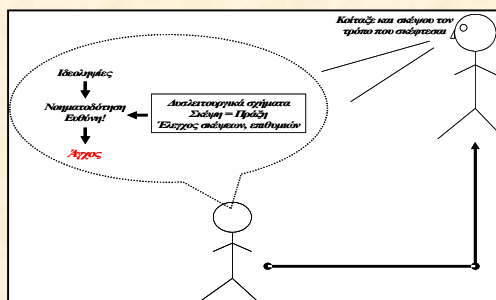 Κοίταξε και σκέψου τον
τρόπο που σκέφτεσαι
Ιδεοληψίες
Νοηματοδότηση
Ευθύνη!
Άγχος
Δυσλειτουργικά σχήματα
Σκέψη = Πράξη
Έλεγχος σκέψεων, επιθυμιών